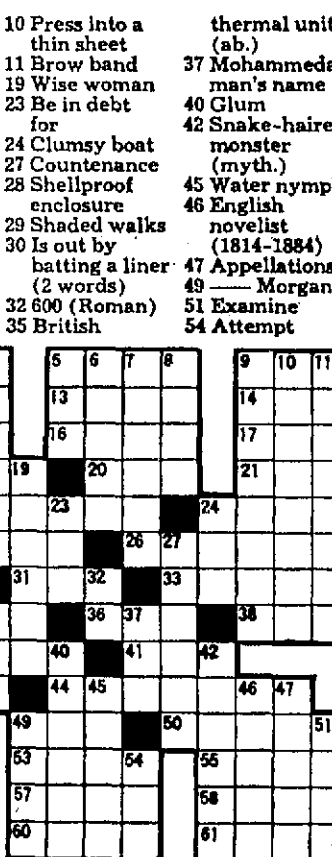 10 Press into a
thin sheet
11 Brow band
19 Wise woman
23 Be in debt
for
24 Clumsy boat
27 Countenance
28 Shellproof
enclosure
29 Shaded walks
30 Is out by
batting a liner
(2 words)
32 600 (Roman)
35 British
thermal unit
(ab.)
37 Mohammeda
man's name
40 Glum
42 Snake-haire
monster
(myth.)
45 Water nymp
46 English
novelist
(1814-1884)
47 Appellations
49 —— Morgan
51 Examine
54 Attempt
5 6 7 8 9 10 11
13 14
16 17
19 20 21
23 24
26 27
31 32 33
36 37 38
40 41 42
44 45 46 47
49 50 51
53 54 55
57 58
60 61